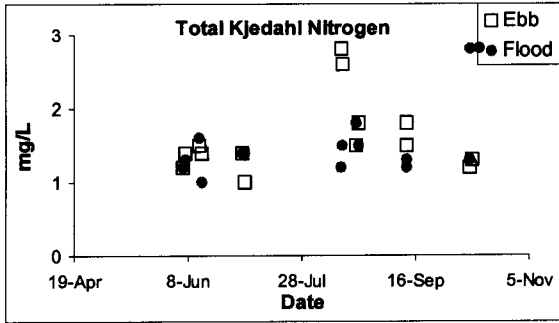 Total Kjedahl Nitrogen
Ebb
Flood
3
2
1
0
mg/L
19-Apr 8-Jun 28-Jul 16-Sep 5-Nov
Date